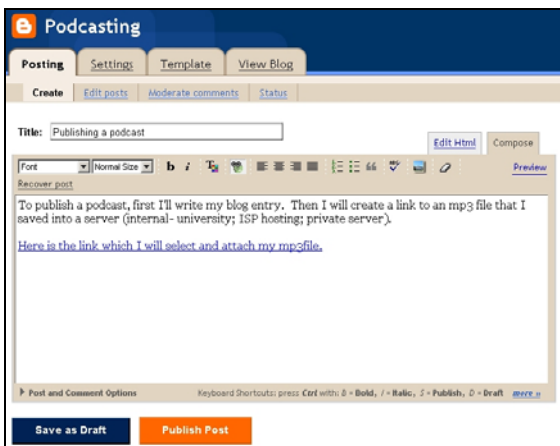 Podcasting
Posting Settings Template View Blog
Create Edit posts Moderate comments Status
Title: Publishing a podcast
Edit Html Compose
Font Normal Size b i Preview
Recover post
To publish a podcast, first I'll write my blog entry. Then I will create a link to an mp3 file that I
saved into a server (internal- university; ISP hosting; private server).
Here is the link which I will select and attach my mp3file.
Post and Comment Options Keyboard Shortcuts: press Ctrl with: B = Bold, I = Italic, S = Publish, D = Draft more »
Save as Draft Publish Post